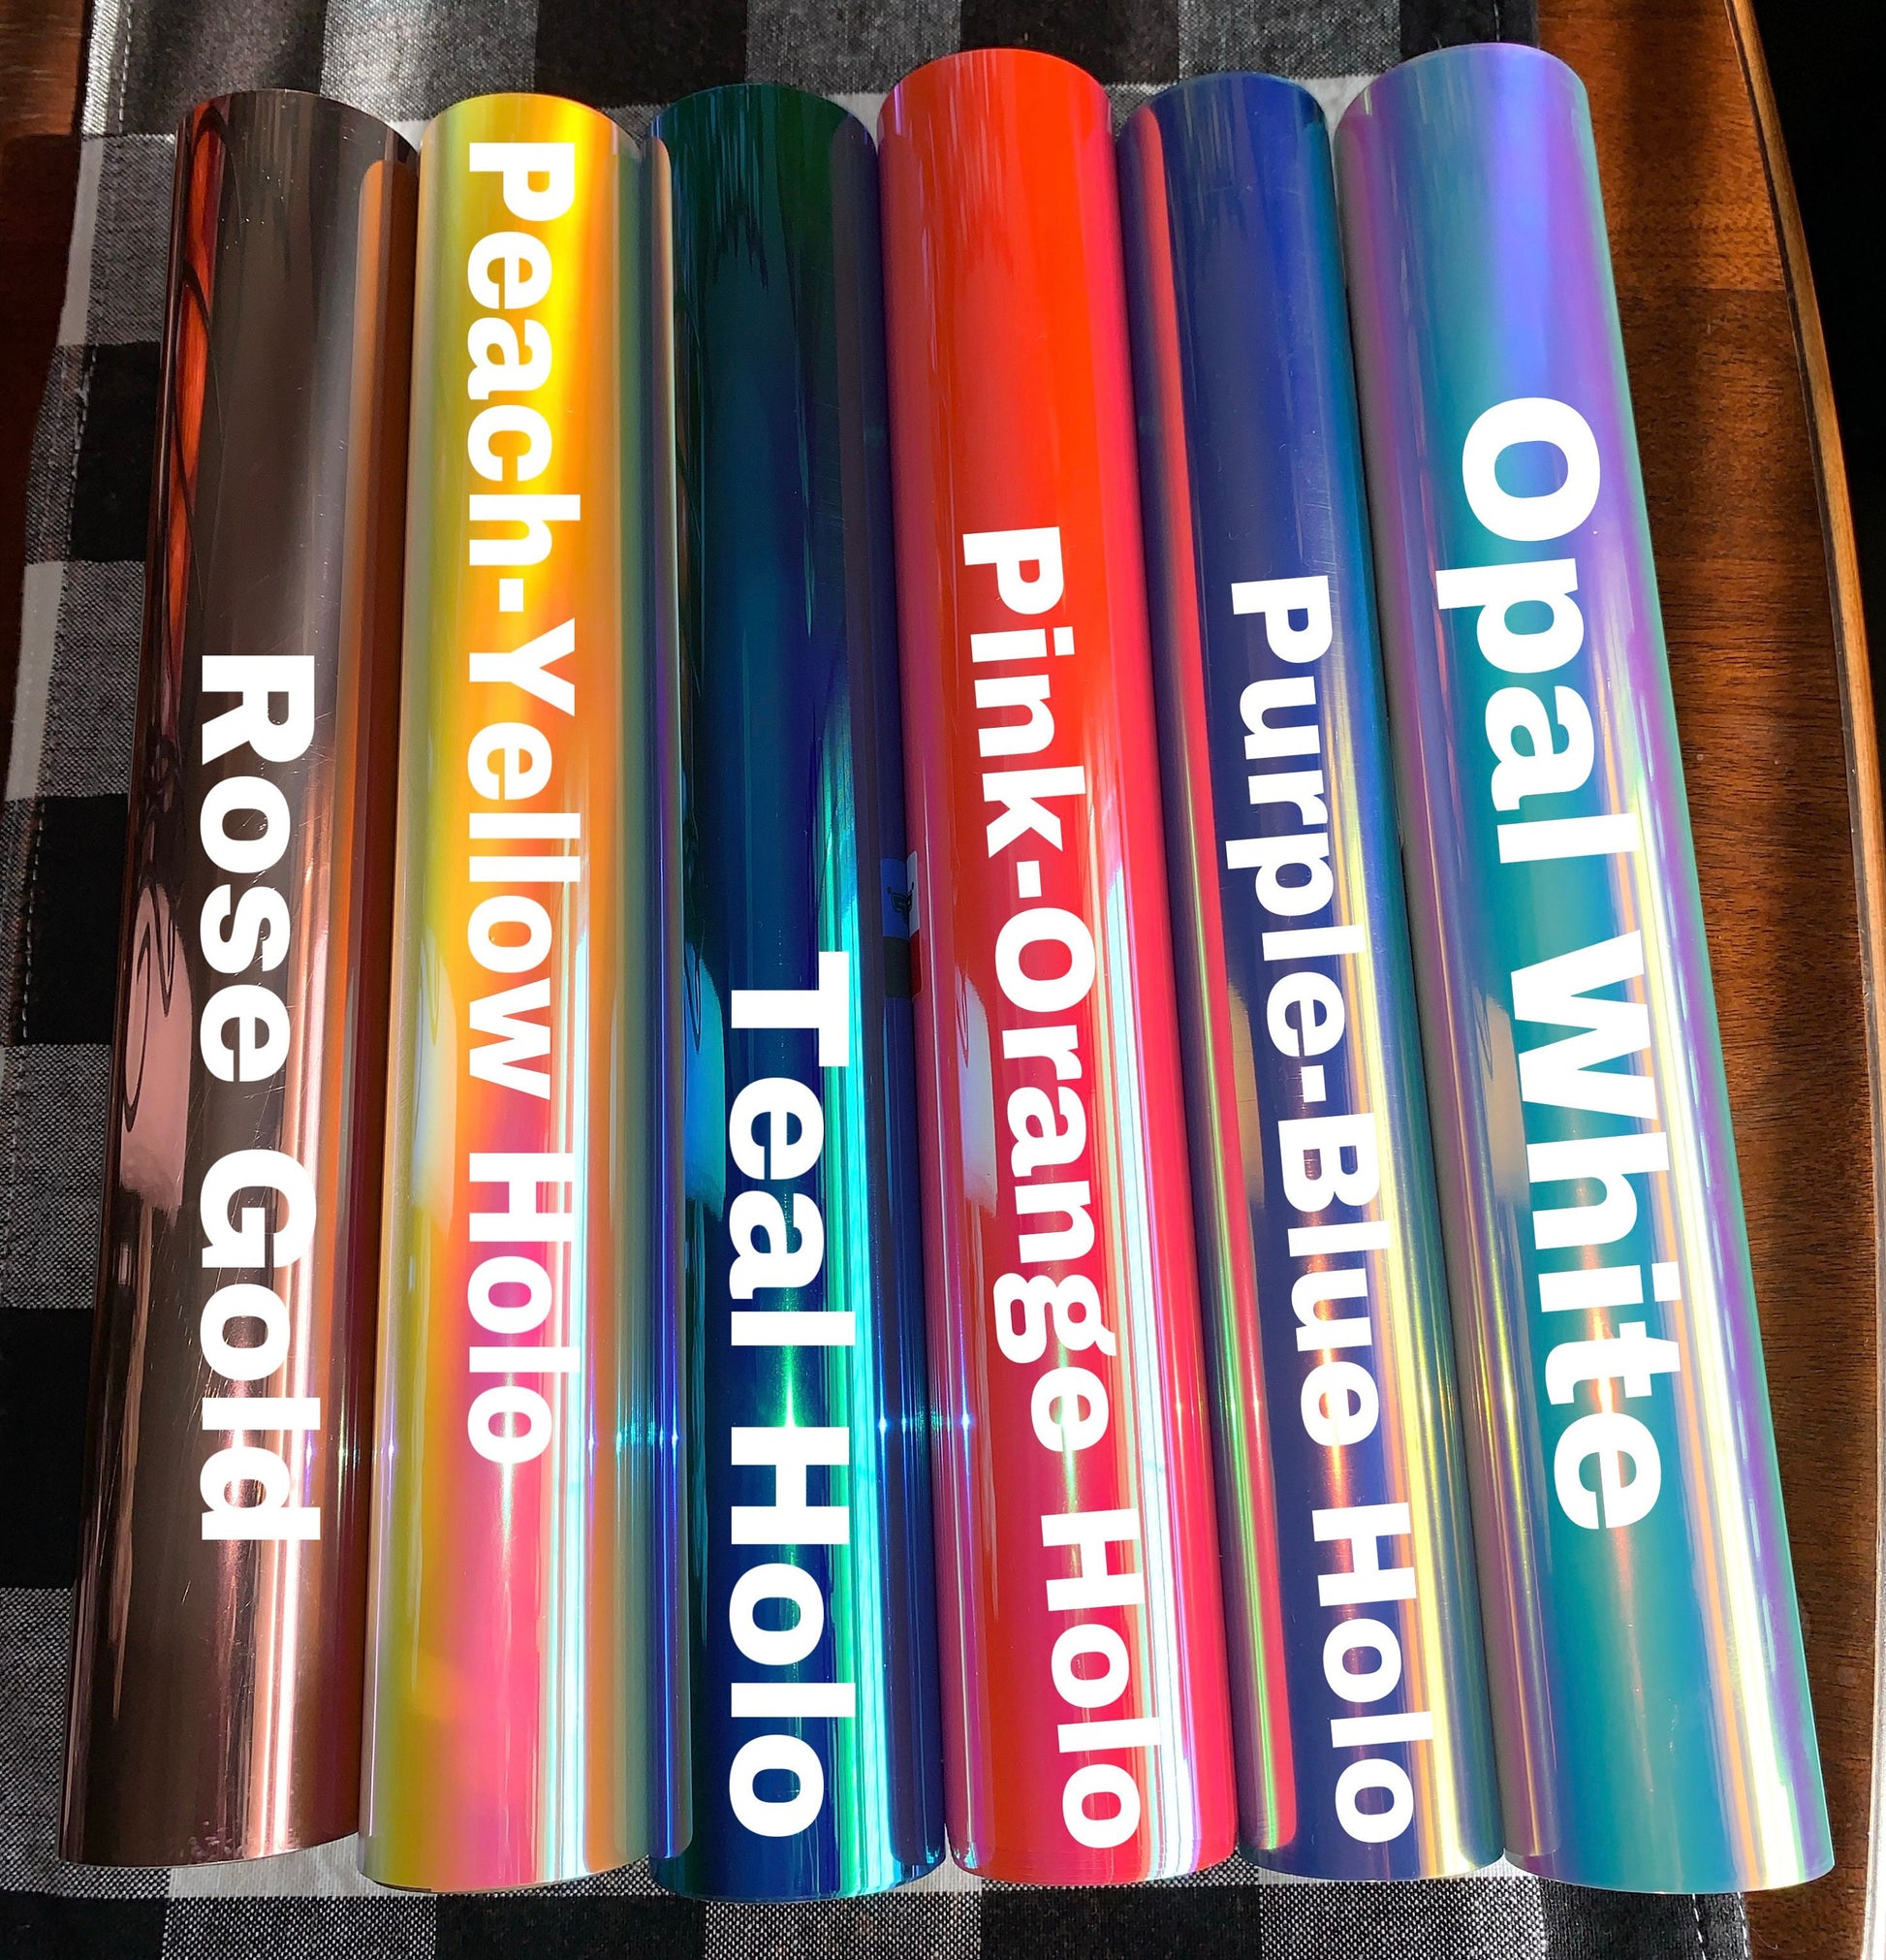 Rose Gold
Peach-Yellow Holo
Teal Holo
Pink-Orange Holo
Purple-Blue Holo
Opal White